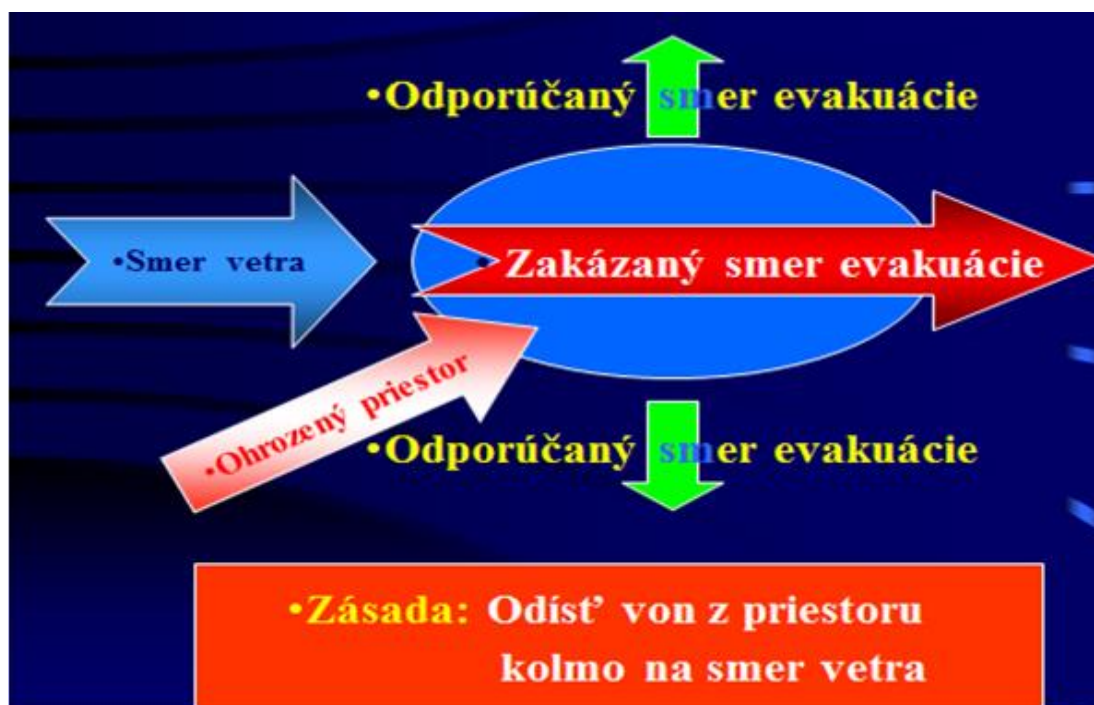 •Odporúčaný smer evakuácie
•Smer vetra
• Zakázaný smer evakuácie
•Ohrozený priestor
•Odporúčaný smer evakuácie
•Zásada: Odísť von z priestoru
kolmo na smer vetra